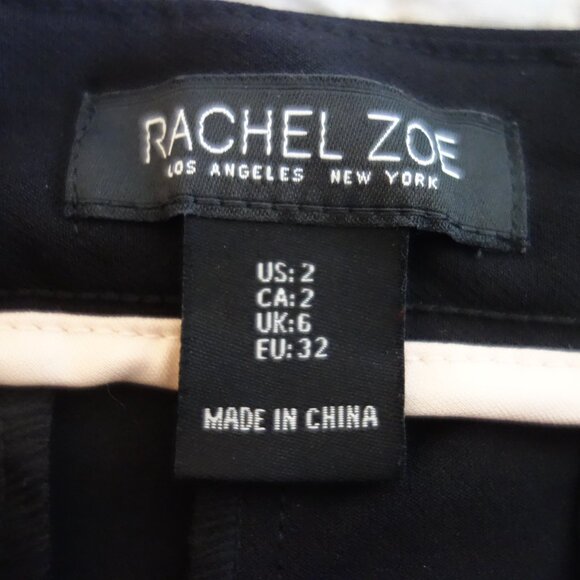 RACHEL ZOE
LOS ANGELES NEW YORK
US: 2
CA: 2
UK: 6
EU: 32
MADE IN CHINA